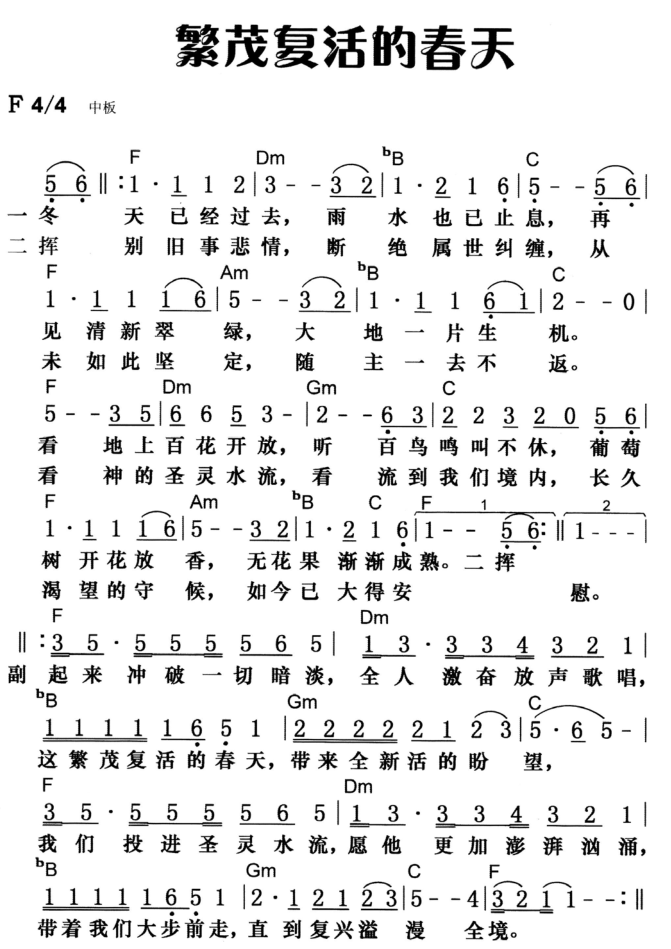 繁茂复活的春天
F 4/4 中板
F Dm ᵇB C
5 6 ‖: 1 · 1 1 2 | 3 - - 3 2 | 1 · 2 1 6 | 5 - - 5 6 |
一冬 天已经过去，雨 水也已止息，再
二挥 别旧事悲情，断 绝属世纠缠，从
F Am ᵇB C
1 · 1 1 1 6 | 5 - - 3 2 | 1 · 1 1 6 1 | 2 - - 0 |
见清新翠绿，大 地一片生 机。
未如此坚定，随 主一去不 返。
F Dm Gm C
5 - - 3 5 | 6 6 5 3 - | 2 - - 6 3 | 2 2 3 2 0 5 6 |
看 地上百花开放，听 百鸟鸣叫不休，葡萄
看 神的圣灵水流，看 流到我们境内，长久
F Am ᵇB C F 1 2
1 · 1 1 1 6 | 5 - - 3 2 | 1 · 2 1 6 | 1 - - 5 6 :‖ 1 - - - |
树开花放香，无花果渐渐成熟。二挥
渴望的守候，如今已大得安 慰。
F Dm
‖: 3 5 · 5 5 5 5 6 5 | 1 3 · 3 3 4 3 2 1 |
副起来冲破一切暗淡，全人激奋放声歌唱，
ᵇB Gm C
1 1 1 1 1 6 5 1 | 2 2 2 2 2 1 2 3 | 5 · 6 5 - |
这繁茂复活的春天，带来全新活的盼望，
F Dm
3 5 · 5 5 5 5 6 5 | 1 3 · 3 3 4 3 2 1 |
我们投进圣灵水流，愿他更加澎湃汹涌，
ᵇB Gm C F
1 1 1 1 1 6 5 1 | 2 · 1 2 1 2 3 | 5 - - 4 | 3 2 1 1 - - :‖
带着我们大步前走，直到复兴溢漫 全境。